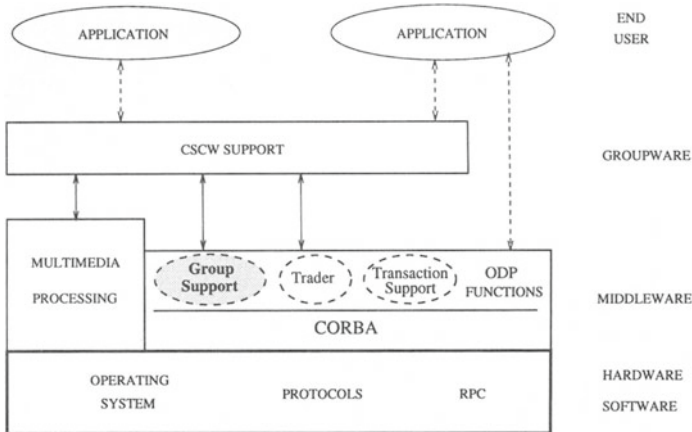 APPLICATION
APPLICATION
END
USER
CSCW SUPPORT
GROUPWARE
MULTIMEDIA
PROCESSING
Group
Support
Trader
Transaction
Support
ODP
FUNCTIONS
CORBA
MIDDLEWARE
OPERATING
SYSTEM
PROTOCOLS
RPC
HARDWARE
SOFTWARE